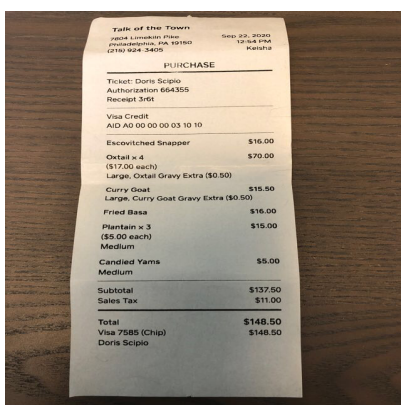 Talk of the Town
7804 Limekiln Pike
Philadelphia, PA 19150
(215) 924-3405
Sep 22, 2020
12:54 PM
Keisha
PURCHASE
Ticket: Doris Scipio
Authorization 664355
Receipt 3r6t
Visa Credit
AID A0 00 00 00 03 10 10
Escovitched Snapper $16.00
Oxtail x 4 $70.00
($17.00 each)
Large, Oxtail Gravy Extra ($0.50)
Curry Goat $15.50
Large, Curry Goat Gravy Extra ($0.50)
Fried Basa $16.00
Plantain x 3 $15.00
($5.00 each)
Medium
Candied Yams $5.00
Medium
Subtotal $137.50
Sales Tax $11.00
Total $148.50
Visa 7585 (Chip) $148.50
Doris Scipio